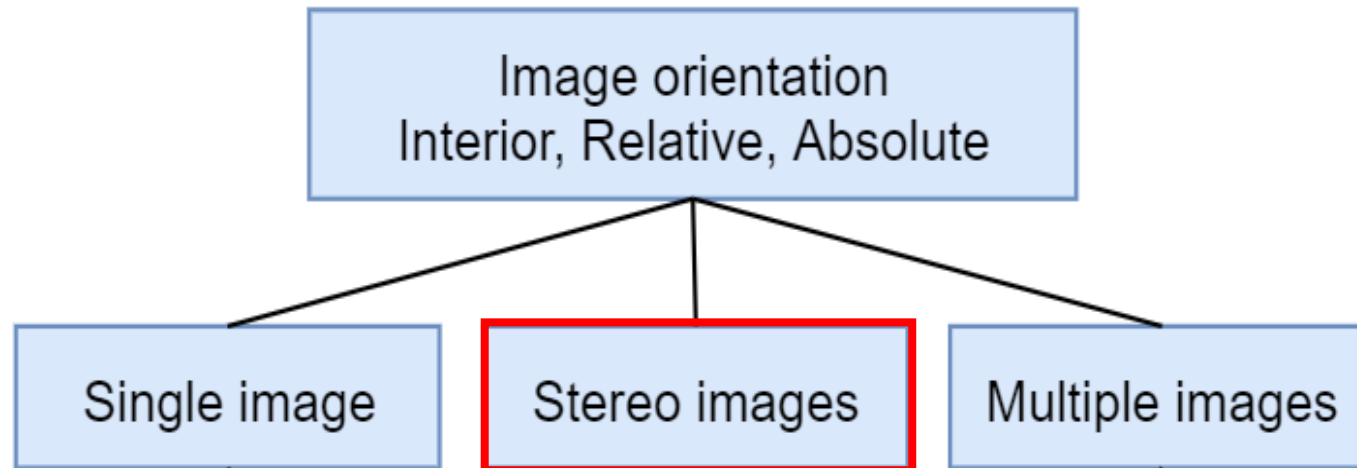 Image orientation
Interior, Relative, Absolute
Single image
Stereo images
Multiple images